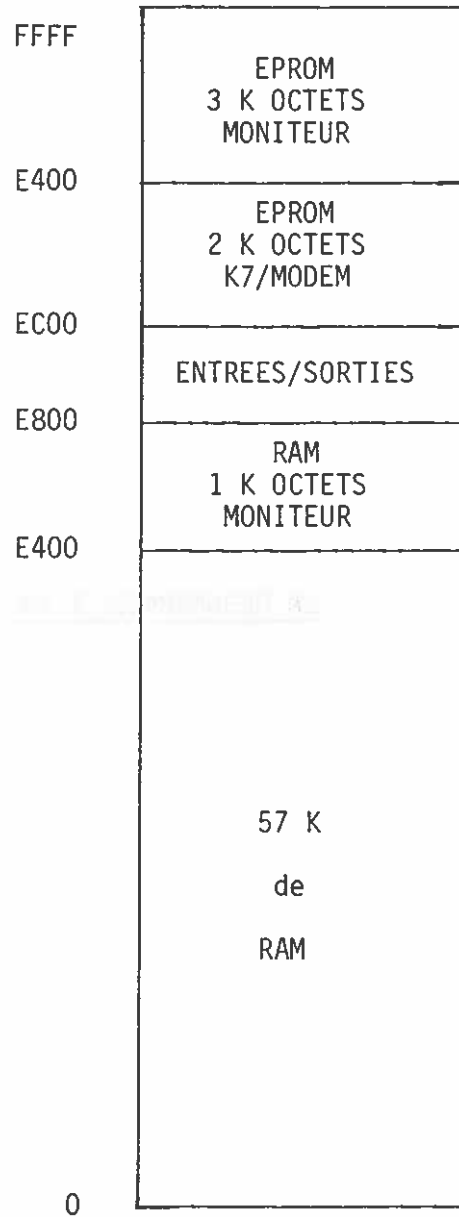 FFFF
EPROM
3 K OCTETS
MONITEUR
E400
EPROM
2 K OCTETS
K7/MODEM
EC00
ENTREES/SORTIES
E800
RAM
1 K OCTETS
MONITEUR
E400
57 K
de
RAM
0